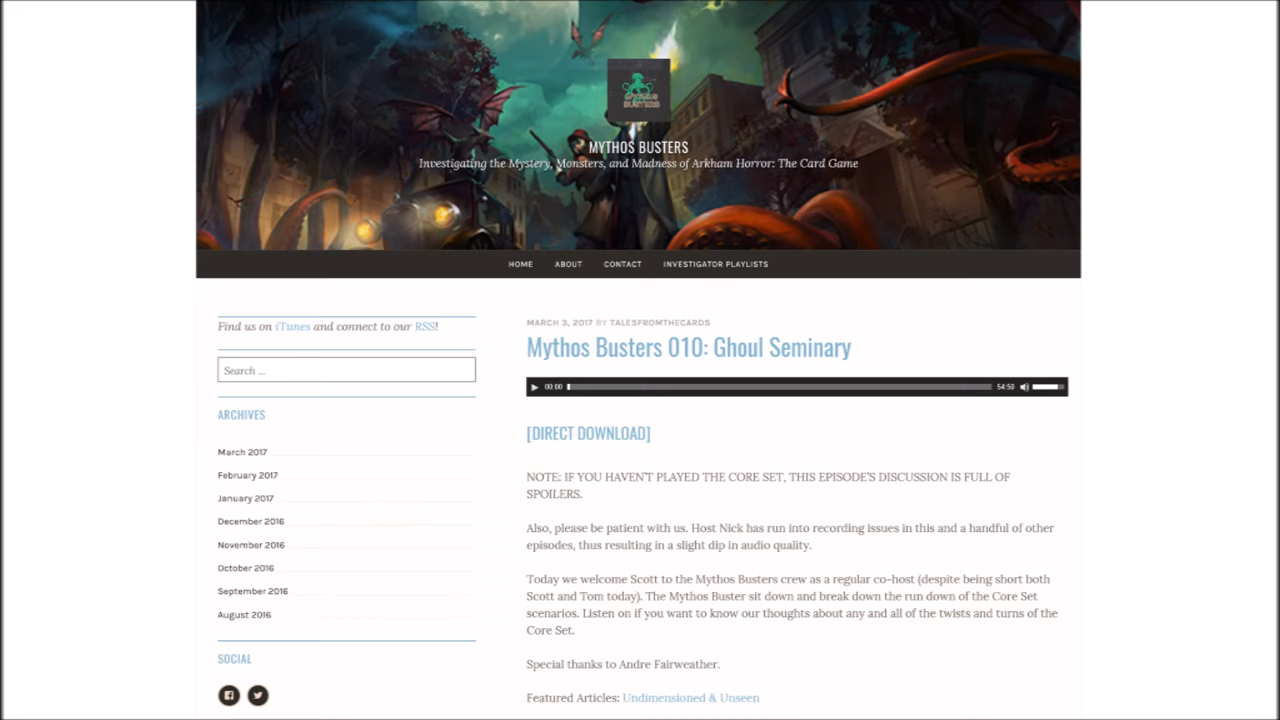 MYTHOS BUSTERS
MYTHOS BUSTERS
Investigating the Mystery, Monsters, and Madness of Arkham Horror: The Card Game
HOME ABOUT CONTACT INVESTIGATOR PLAYLISTS
Find us on iTunes and connect to our RSS!
Search ...
ARCHIVES
March 2017
February 2017
January 2017
December 2016
November 2016
October 2016
September 2016
August 2016
SOCIAL
MARCH 3, 2017 BY TALESFROMTHECARDS
Mythos Busters 010: Ghoul Seminary
00:00 54:50
[DIRECT DOWNLOAD]
NOTE: IF YOU HAVEN'T PLAYED THE CORE SET, THIS EPISODE'S DISCUSSION IS FULL OF
SPOILERS.
Also, please be patient with us. Host Nick has run into recording issues in this and a handful of other
episodes, thus resulting in a slight dip in audio quality.
Today we welcome Scott to the Mythos Busters crew as a regular co-host (despite being short both
Scott and Tom today). The Mythos Buster sit down and break down the run down of the Core Set
scenarios. Listen on if you want to know our thoughts about any and all of the twists and turns of the
Core Set.
Special thanks to Andre Fairweather.
Featured Articles: Undimensioned & Unseen